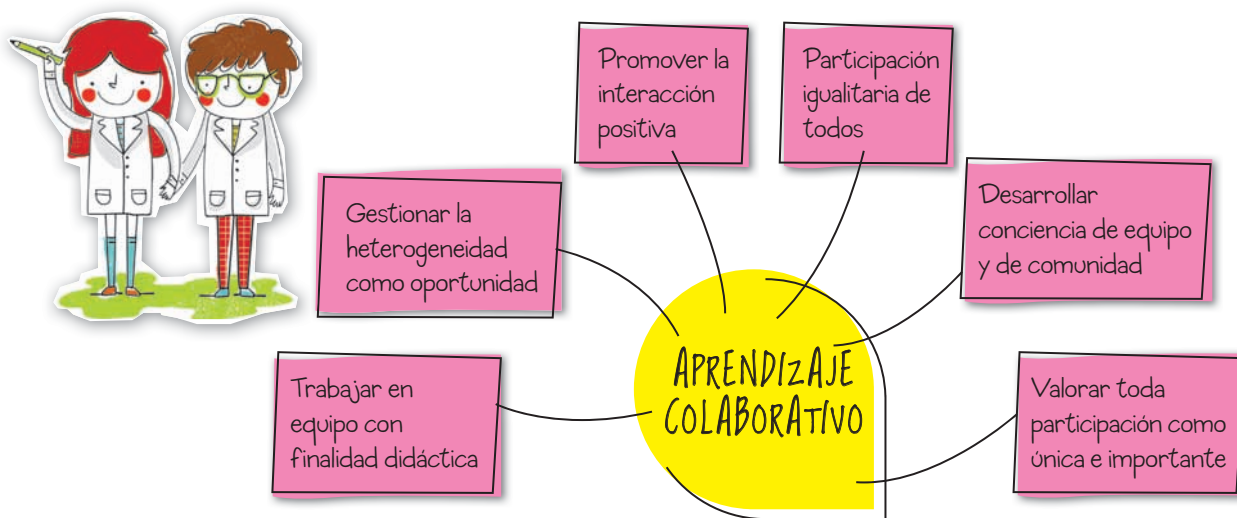 Promover la
interacción
positiva
Participación
igualitaria de
todos
Gestionar la
heterogeneidad
como oportunidad
Desarrollar
conciencia de equipo
y de comunidad
Trabajar en
equipo con
finalidad didáctica
APRENDIZAJE
COLABORATIVO
Valorar toda
participación como
única e importante